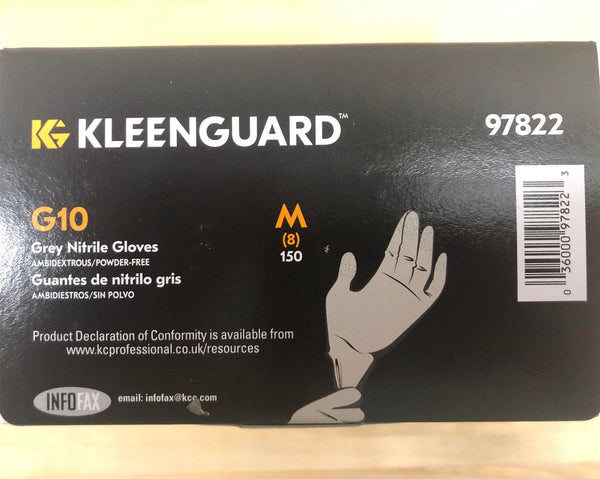 KG KLEENGUARD™
97822
G10
Grey Nitrile Gloves
AMBIDEXTROUS/POWDER-FREE
Guantes de nitrilo gris
AMBIDIESTROS/SIN POLVO
M
(8)
150
0 36000 97822 3
Product Declaration of Conformity is available from
www.kcprofessional.co.uk/resources
INFOFAX
email: infofax@kcc.com